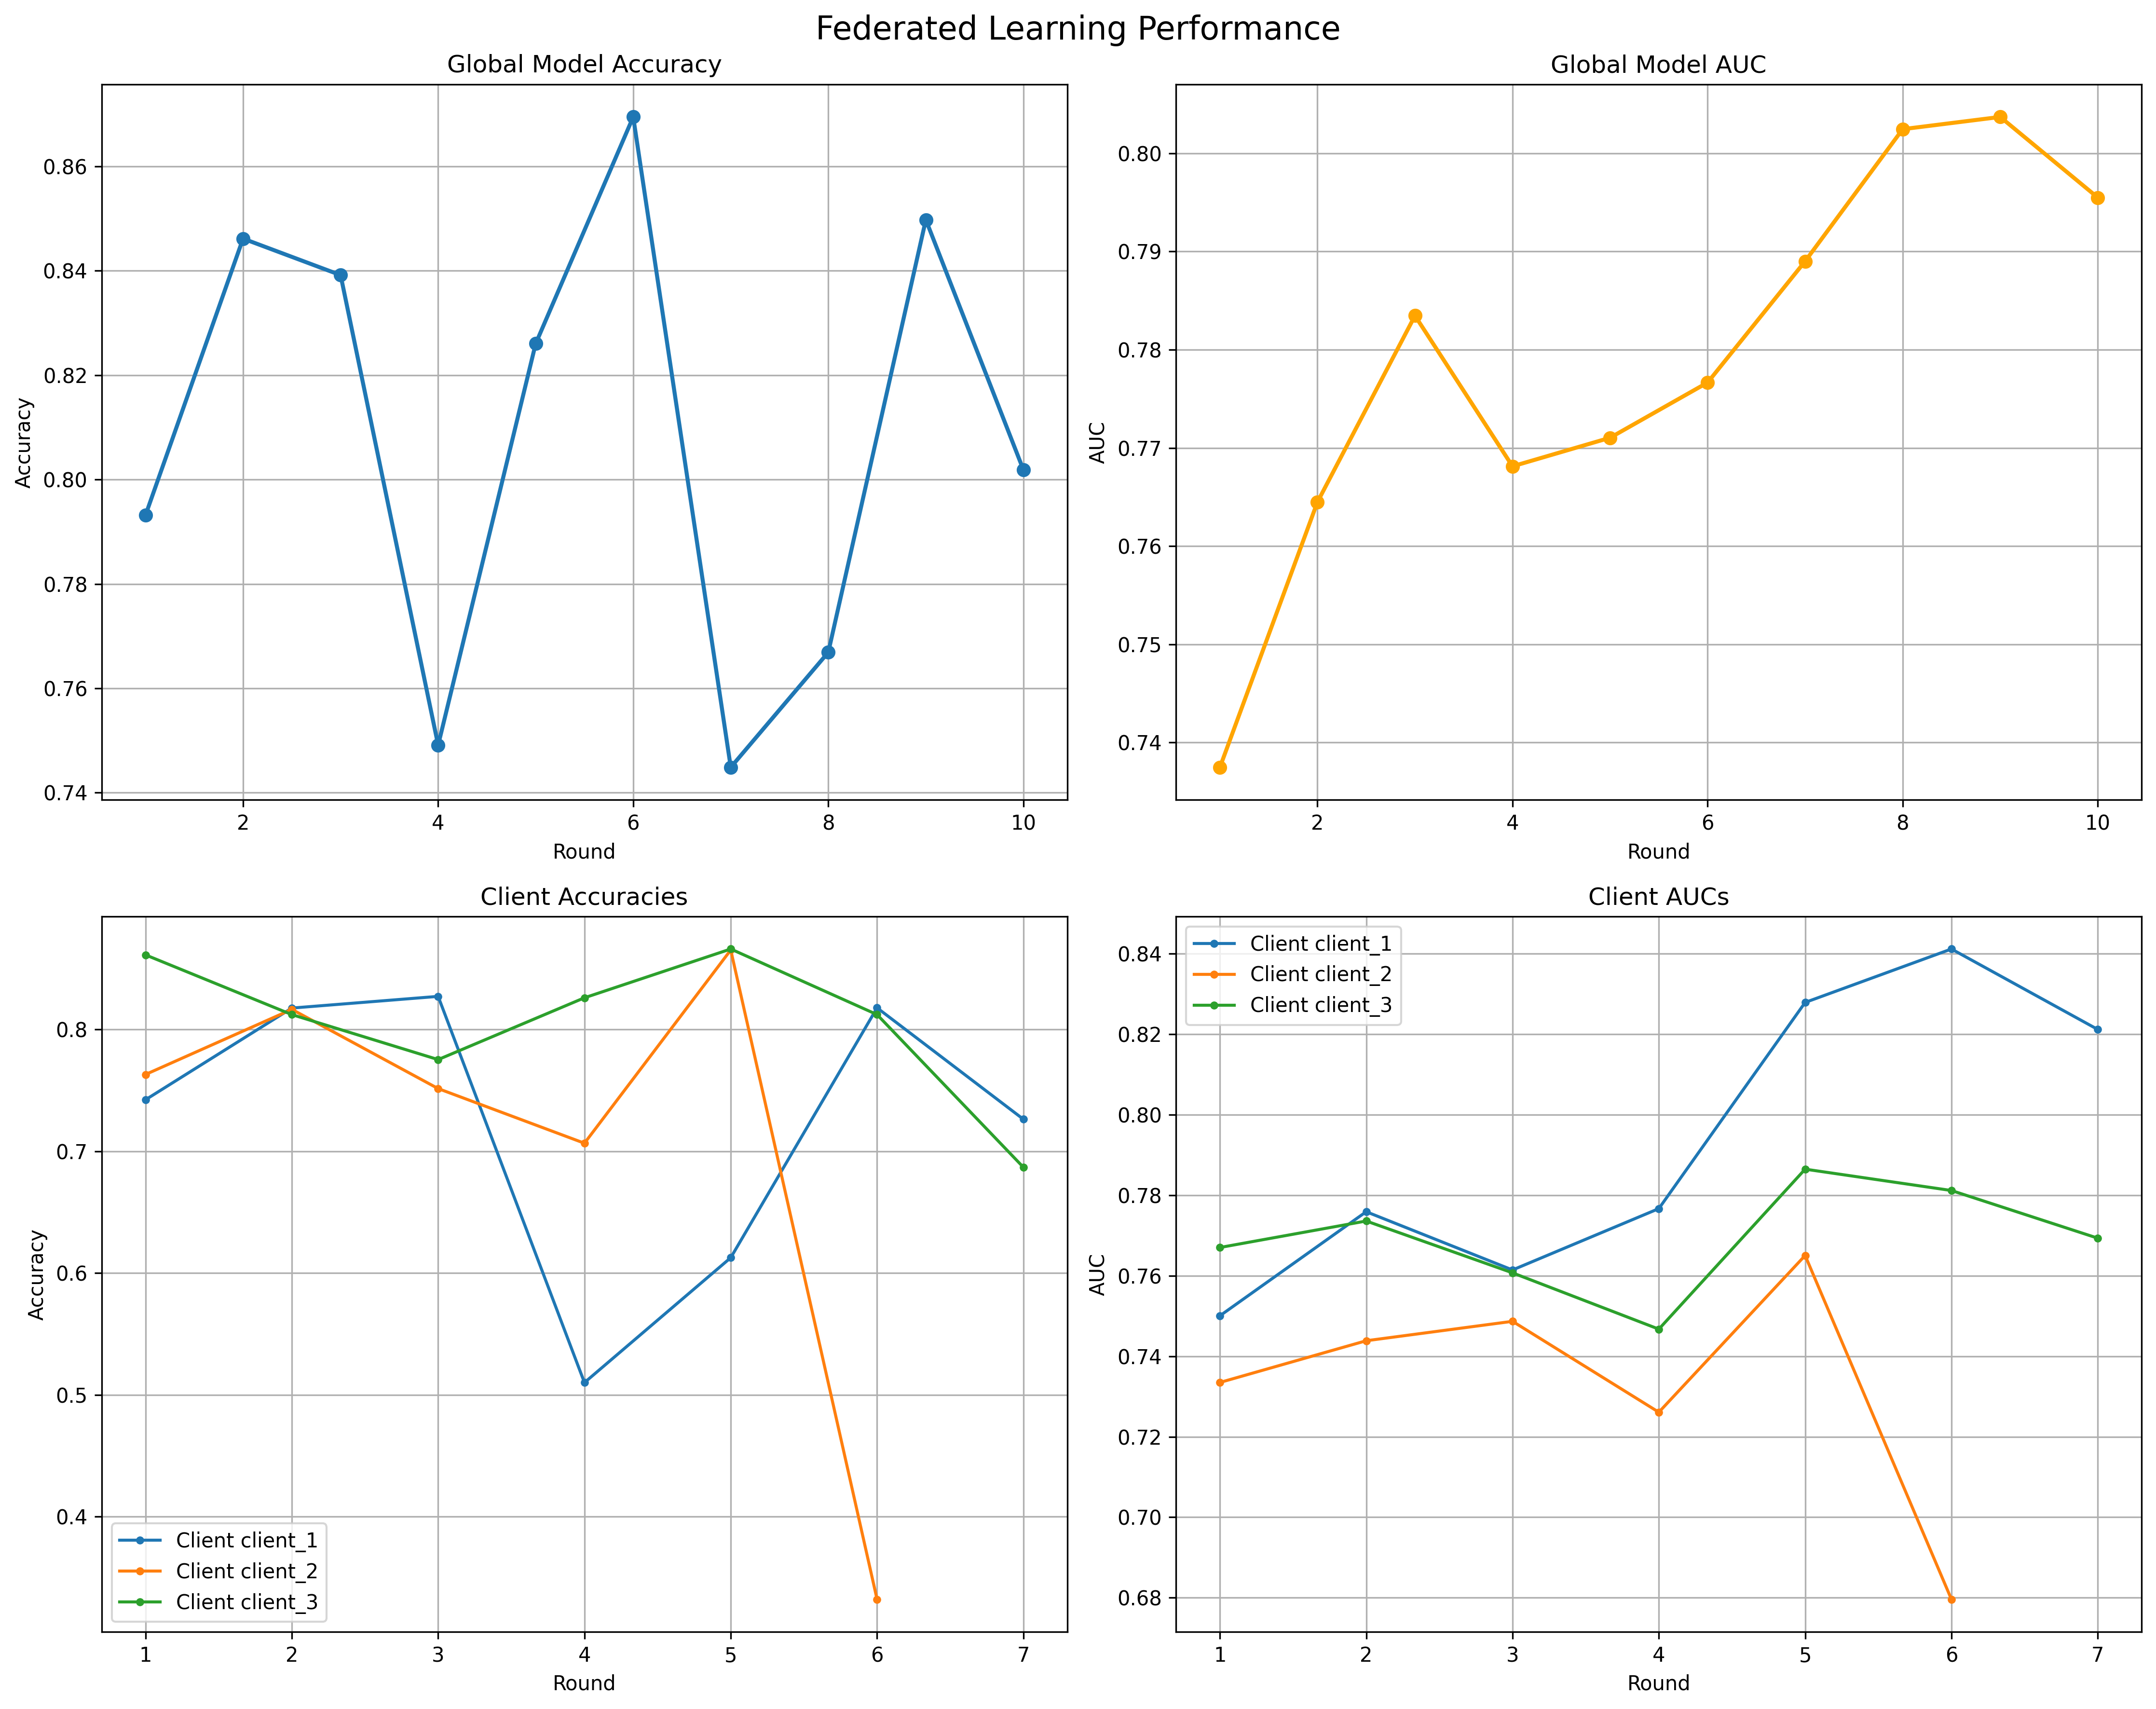 Federated Learning Performance
Global Model Accuracy
Accuracy
0.86
0.84
0.82
0.80
0.78
0.76
0.74
2 4 6 8 10
Round
Global Model AUC
AUC
0.80
0.79
0.78
0.77
0.76
0.75
0.74
2 4 6 8 10
Round
Client Accuracies
Accuracy
0.8
0.7
0.6
0.5
0.4
Client client_1
Client client_2
Client client_3
1 2 3 4 5 6 7
Round
Client AUCs
Client client_1
Client client_2
Client client_3
AUC
0.84
0.82
0.80
0.78
0.76
0.74
0.72
0.70
0.68
1 2 3 4 5 6 7
Round